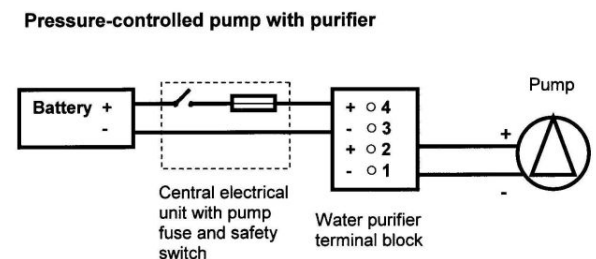 Pressure-controlled pump with purifier
Pump
Battery +
-
+ 4
- 3
+ 2
- 1
+
-
Central electrical
unit with pump
fuse and safety
switch
Water purifier
terminal block